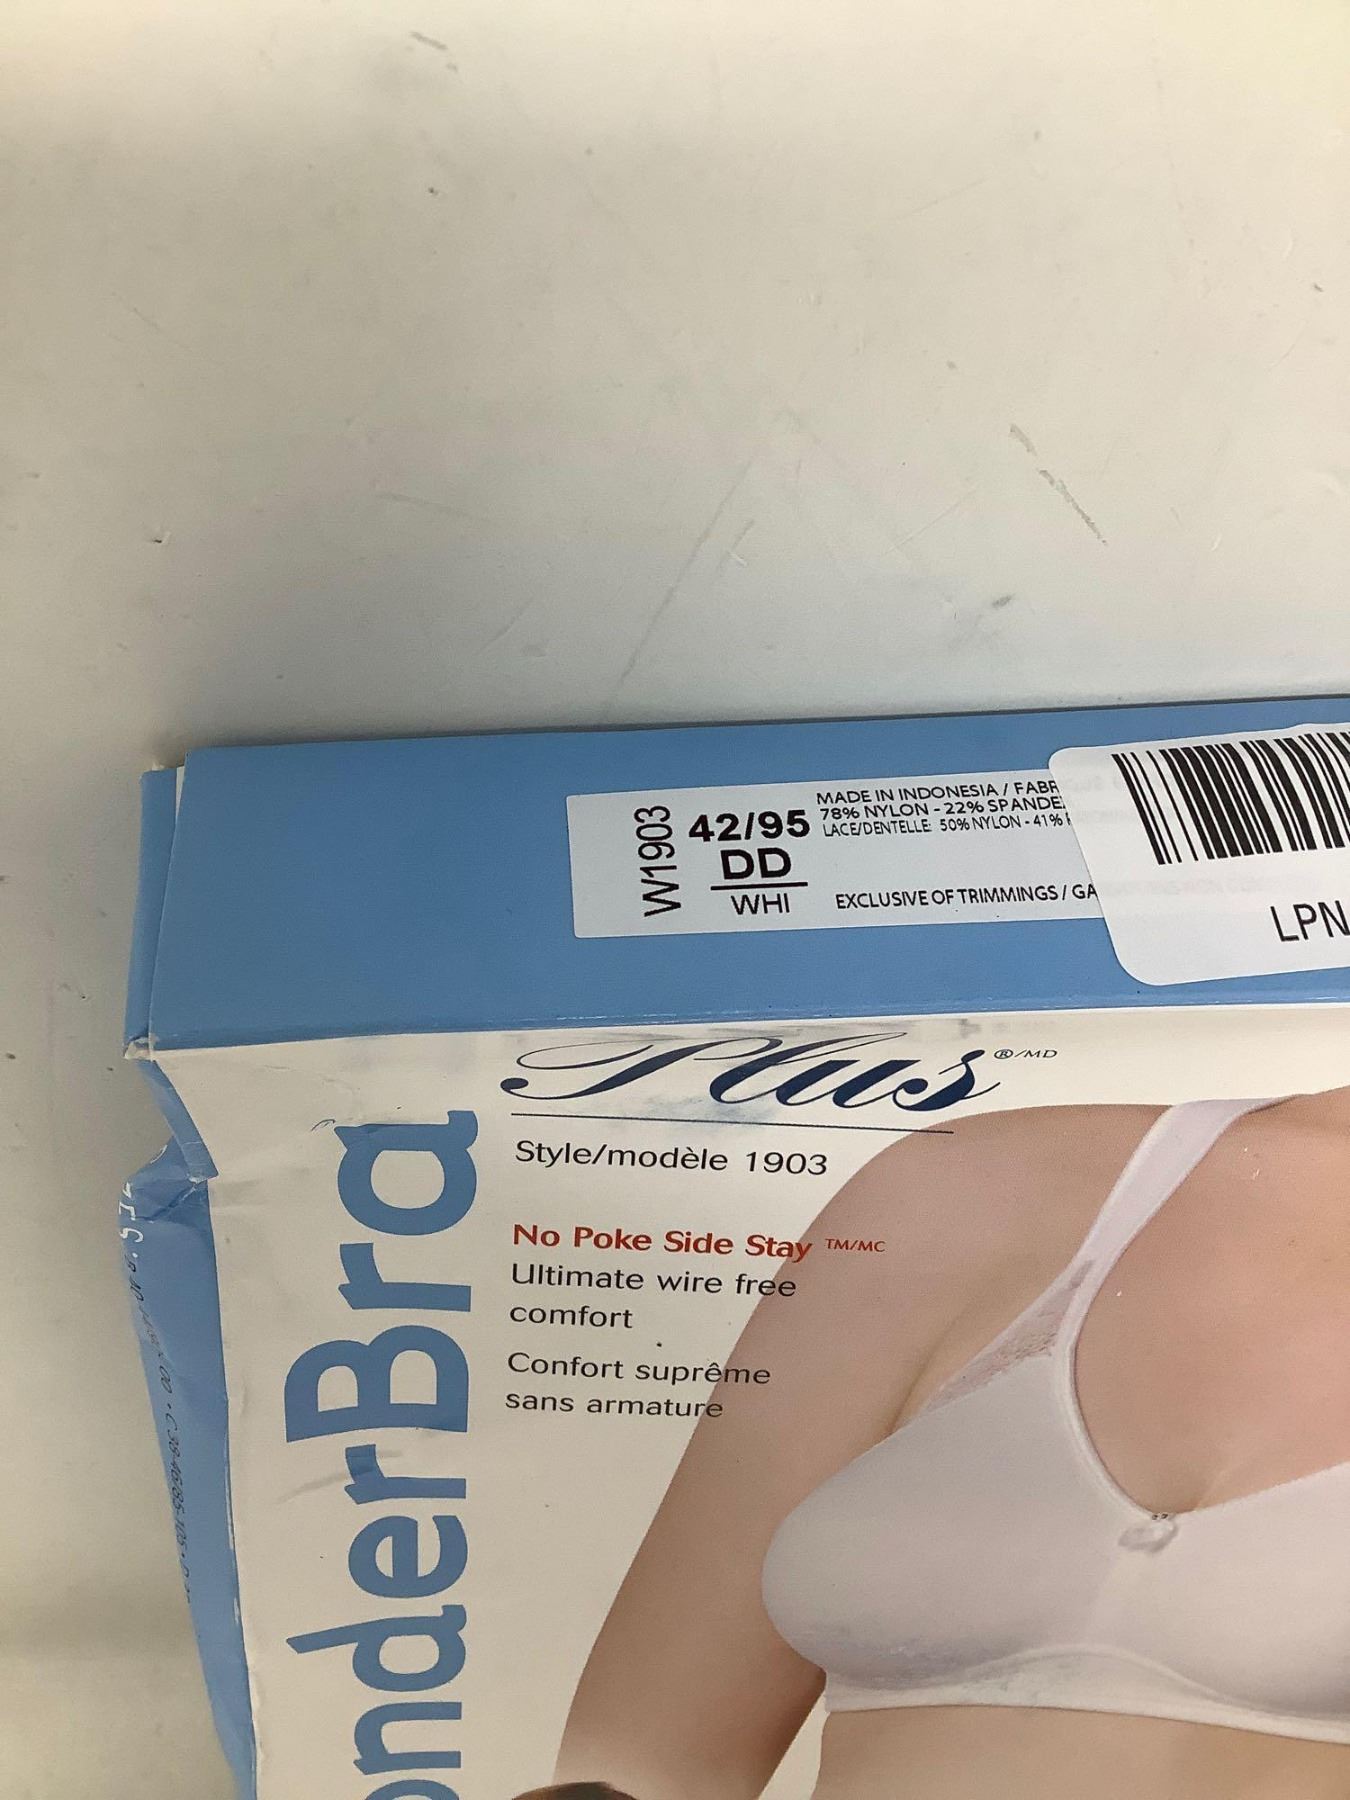 W1903
42/95
DD
WHI
MADE IN INDONESIA / FABR
78% NYLON - 22% SPANDE
LACE/DENTELLE: 50% NYLON - 41%
EXCLUSIVE OF TRIMMINGS / GA
LPN
Plus ®/MD
Style/modèle 1903
No Poke Side Stay TM/MC
Ultimate wire free
comfort
Confort suprême
sans armature
onderBra